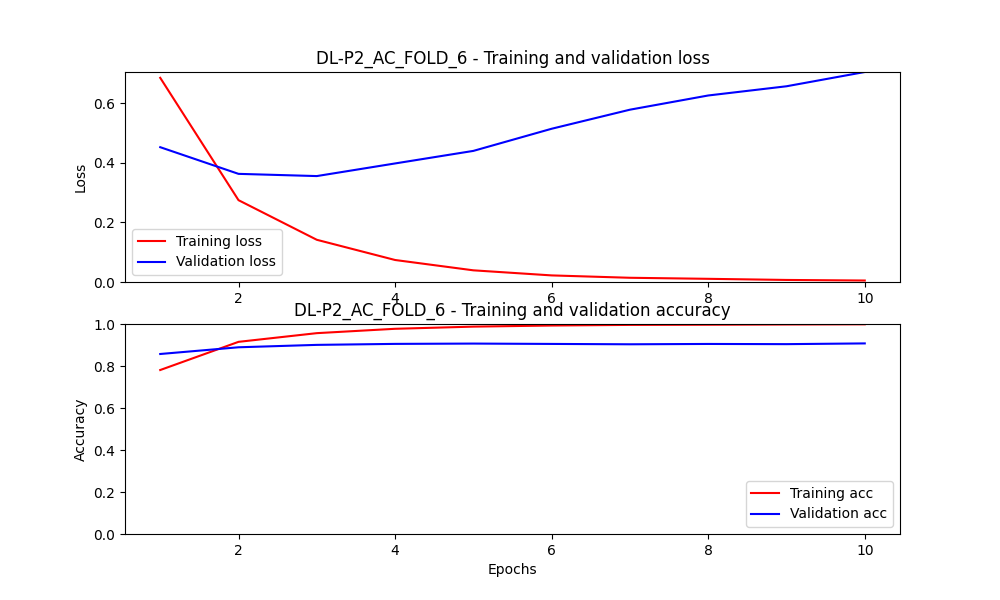 DL-P2_AC_FOLD_6 - Training and validation loss
0.6
0.4
0.2
0.0
Loss
Training loss
Validation loss
2 4 6 8 10
DL-P2_AC_FOLD_6 - Training and validation accuracy
1.0
0.8
0.6
0.4
0.2
0.0
Accuracy
Training acc
Validation acc
2 4 6 8 10
Epochs